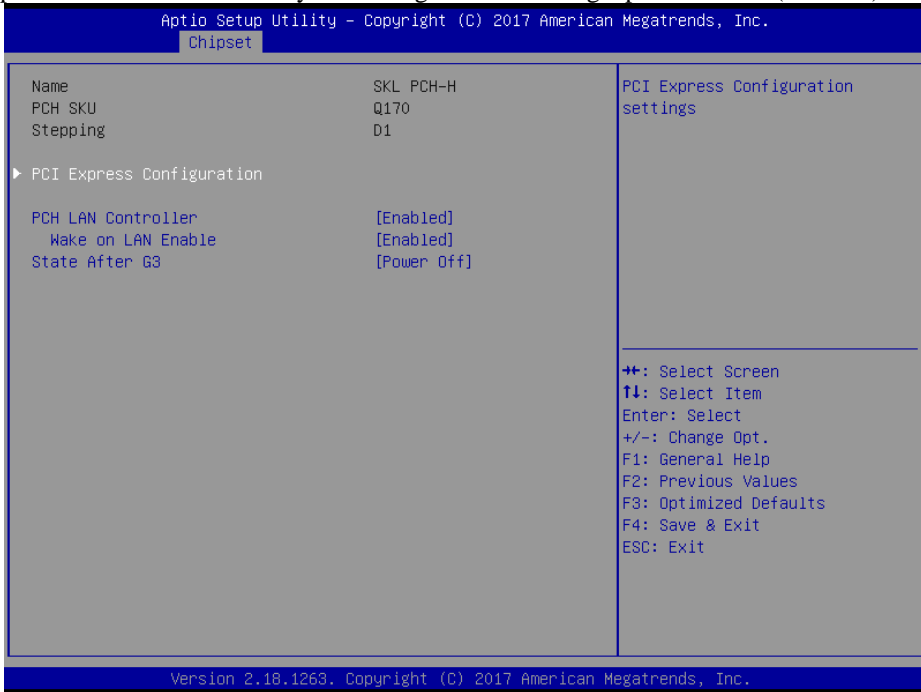 Aptio Setup Utility – Copyright (C) 2017 American Megatrends, Inc.
Chipset
Name SKL PCH-H
PCH SKU Q170
Stepping D1
PCI Express Configuration
PCH LAN Controller [Enabled]
Wake on LAN Enable [Enabled]
State After G3 [Power Off]
PCI Express Configuration
settings
→←: Select Screen
↑↓: Select Item
Enter: Select
+/-: Change Opt.
F1: General Help
F2: Previous Values
F3: Optimized Defaults
F4: Save & Exit
ESC: Exit
Version 2.18.1263. Copyright (C) 2017 American Megatrends, Inc.